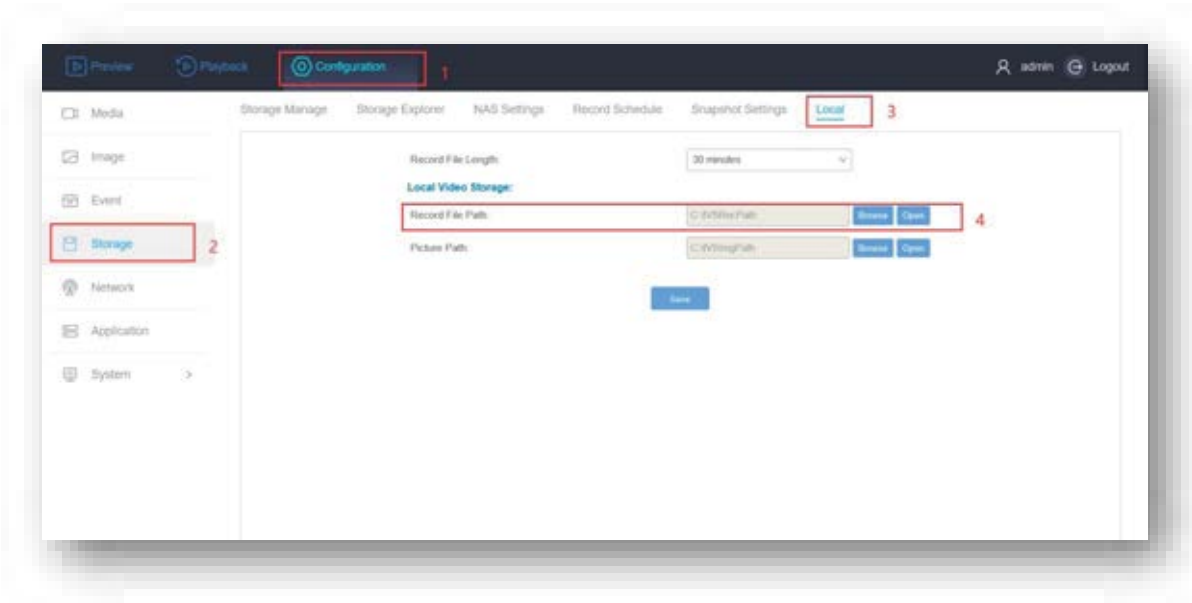 Preview Playback Configuration 1 admin Logout
Media Storage Manage Storage Explorer NAS Settings Record Schedule Snapshot Settings Local 3
Image Record File Length: 30 minutes
Local Video Storage:
Event Record File Path: Browse Open 4
Storage 2 Picture Path: Browse Open
Network Save
Application
System >